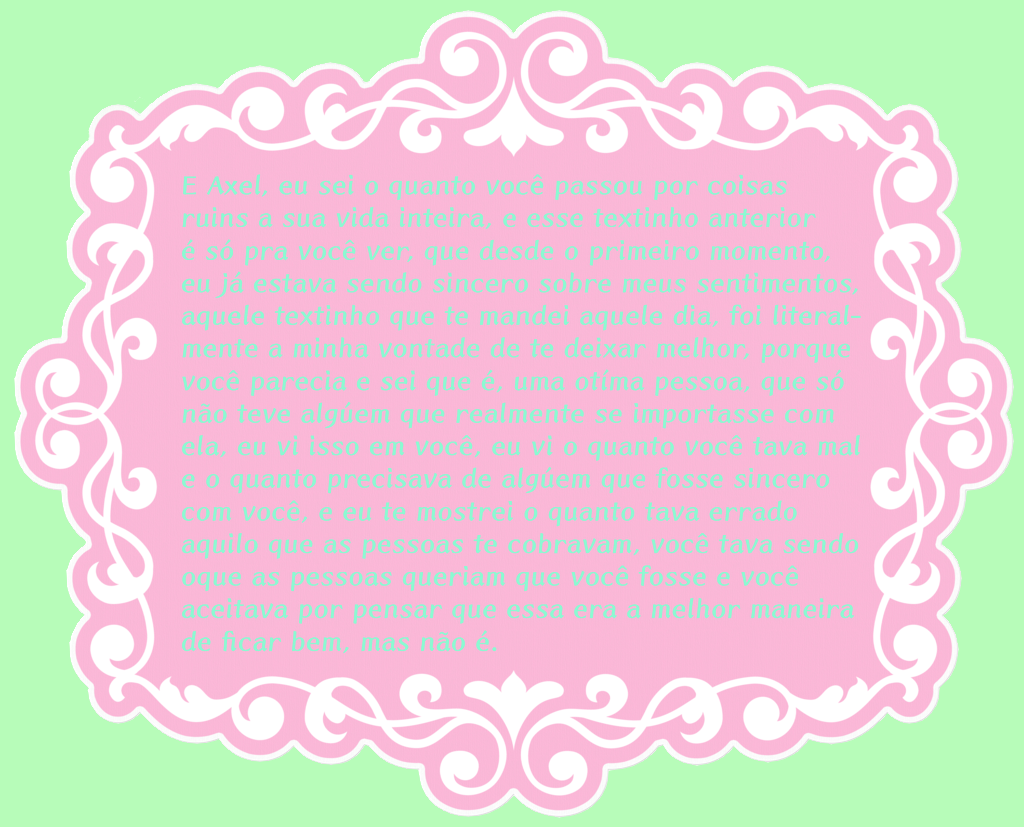 E Axel, eu sei o quanto você passou por coisas
ruins a sua vida inteira, e esse textinho anterior
é só pra você ver, que desde o primeiro momento,
eu já estava sendo sincero sobre meus sentimentos,
aquele textinho que te mandei aquele dia, foi literal-
mente a minha vontade de te deixar melhor, porque
você parecia e sei que é, uma otíma pessoa, que só
não teve algúem que realmente se importasse com
ela, eu vi isso em você, eu vi o quanto você tava mal
e o quanto precisava de algúem que fosse sincero
com você, e eu te mostrei o quanto tava errado
aquilo que as pessoas te cobravam, você tava sendo
oque as pessoas queriam que você fosse e você
aceitava por pensar que essa era a melhor maneira
de ficar bem, mas não é.